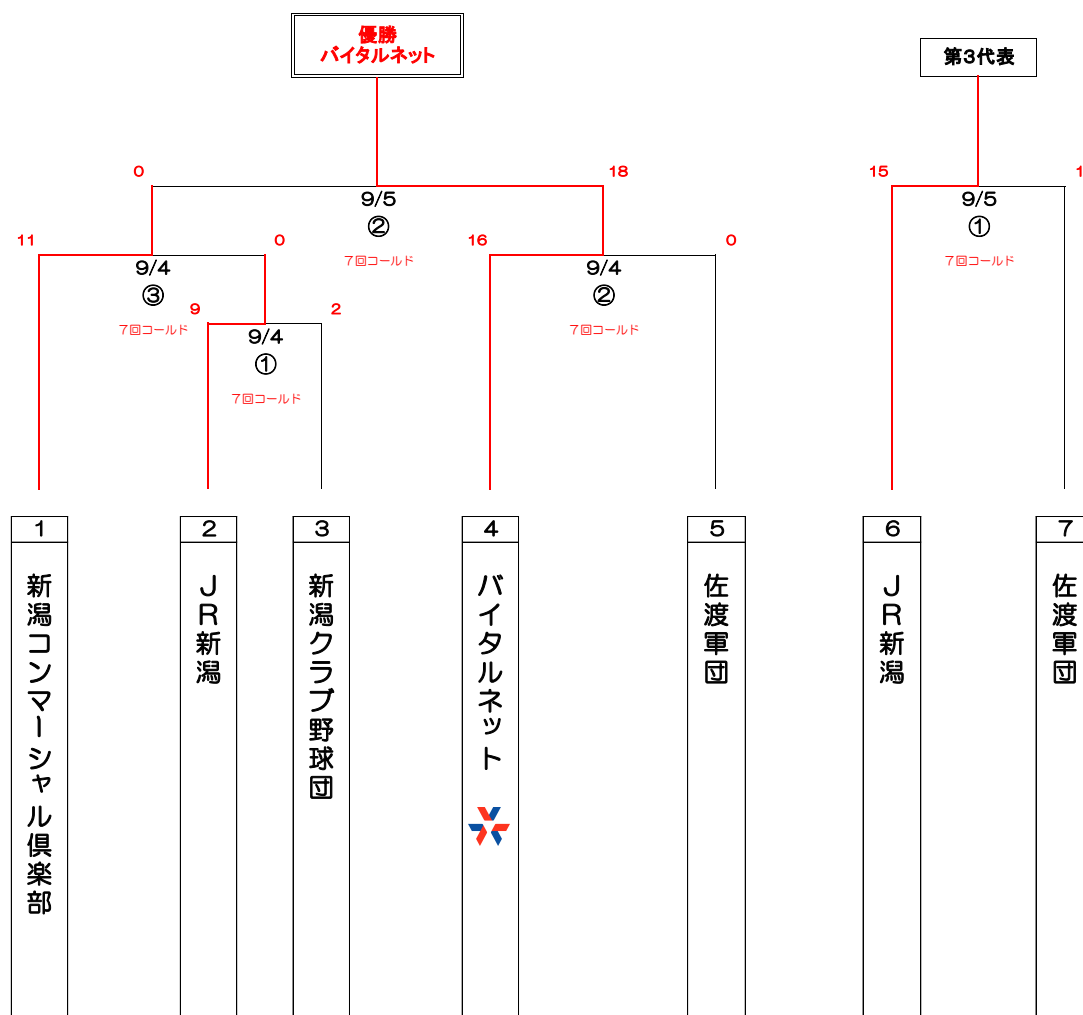 優勝
バイタルネット
第3代表
0
18
15
1
9/5
②
7回コールド
9/5
①
7回コールド
11
0
16
0
9/4
③
7回コールド
9/4
②
7回コールド
9
2
9/4
①
7回コールド
1
2
3
4
5
6
7
新潟コンマーシャル倶楽部
JR新潟
新潟クラブ野球団
バイタルネット
佐渡軍団
JR新潟
佐渡軍団